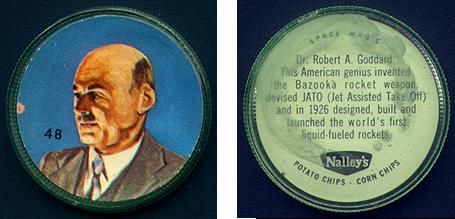 48
SPACE MAGIC
Dr. Robert A. Goddard.
This American genius invented
the Bazooka rocket weapon,
devised JATO (Jet Assisted Take Off)
and in 1926 designed, built and
launched the world's first
liquid-fueled rockets.
Nalley's
POTATO CHIPS - CORN CHIPS